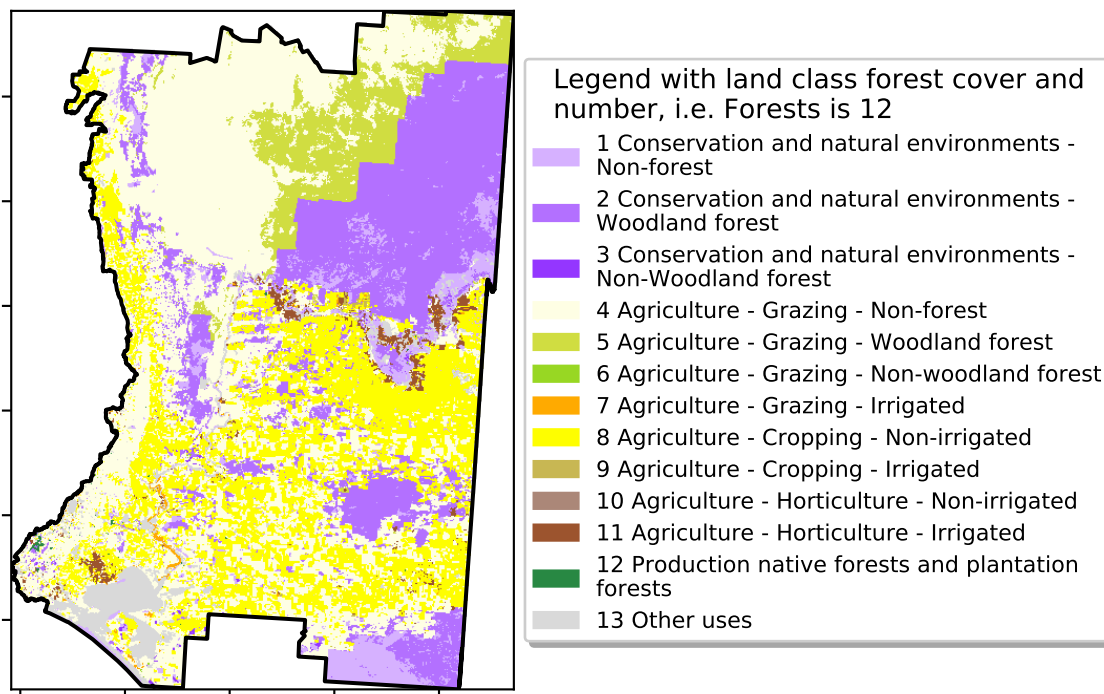 Legend with land class forest cover and
number, i.e. Forests is 12
1 Conservation and natural environments -
Non-forest
2 Conservation and natural environments -
Woodland forest
3 Conservation and natural environments -
Non-Woodland forest
4 Agriculture - Grazing - Non-forest
5 Agriculture - Grazing - Woodland forest
6 Agriculture - Grazing - Non-woodland forest
7 Agriculture - Grazing - Irrigated
8 Agriculture - Cropping - Non-irrigated
9 Agriculture - Cropping - Irrigated
10 Agriculture - Horticulture - Non-irrigated
11 Agriculture - Horticulture - Irrigated
12 Production native forests and plantation
forests
13 Other uses